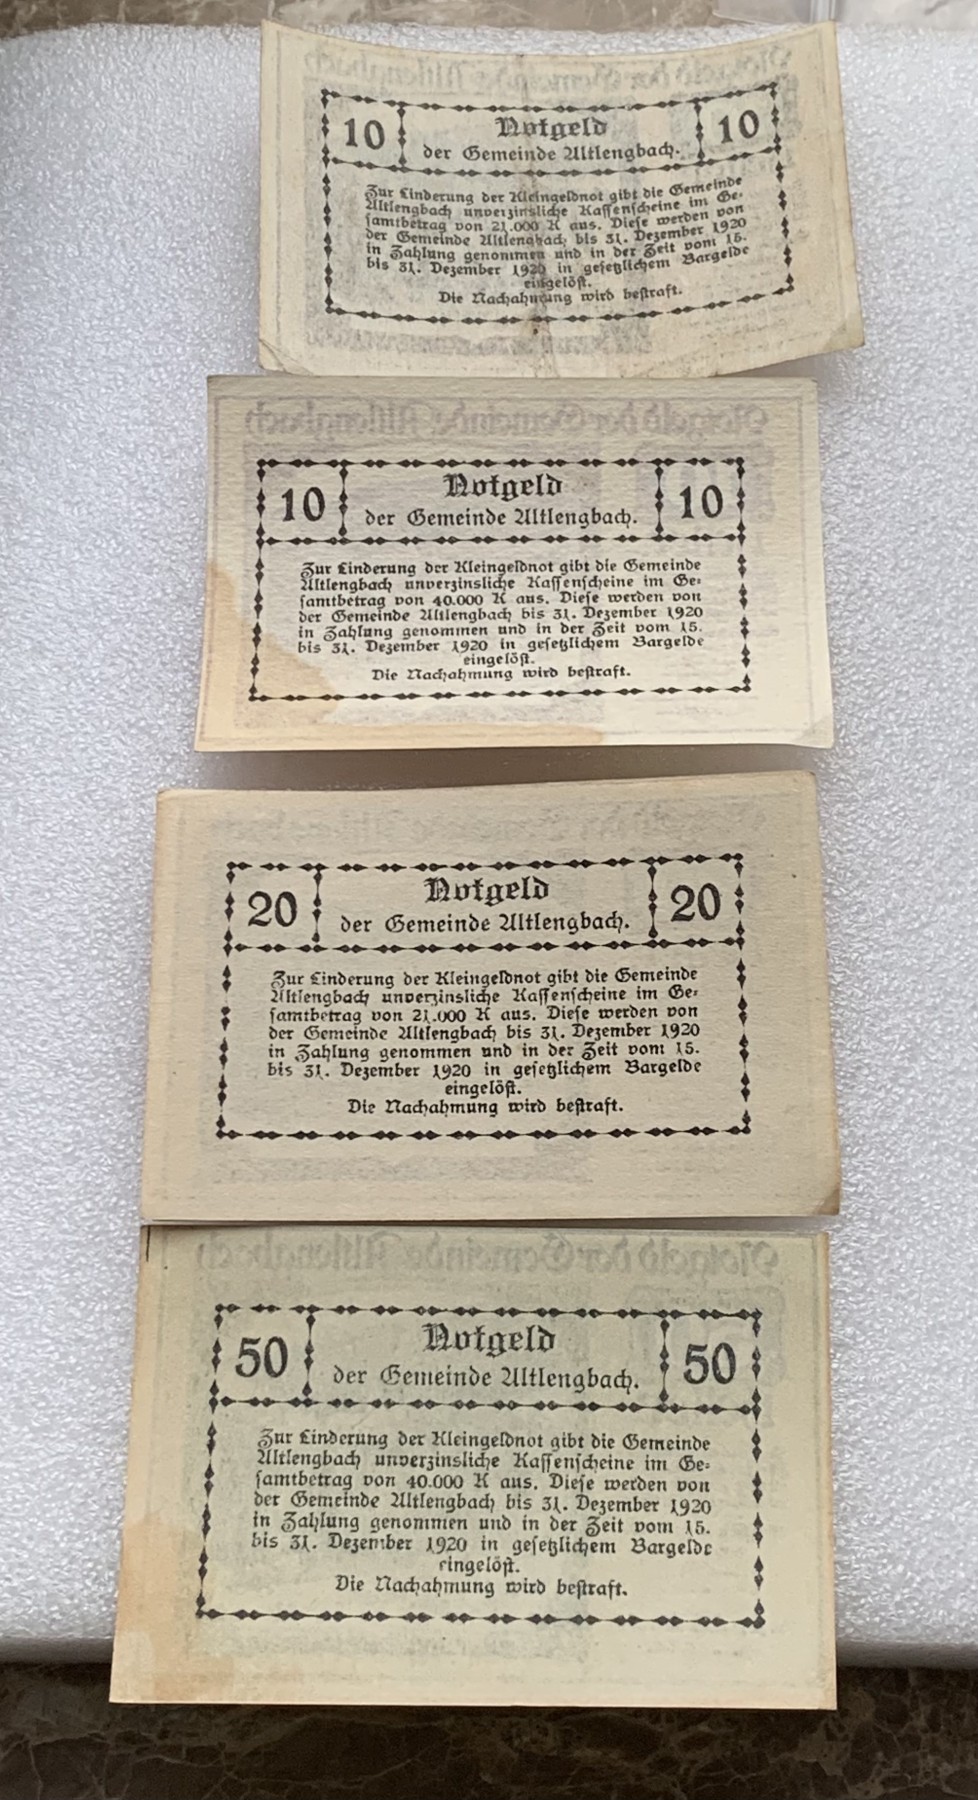 10
Notgeld
der Gemeinde Altlengbach.
10
Zur Linderung der Kleingeldnot gibt die Gemeinde
Altlengbach unverzinsliche Kassenscheine im Ge-
samtbetrag von 21.000 K aus. Diese werden von
der Gemeinde Altlengbach bis 31. Dezember 1920
in Zahlung genommen und in der Zeit vom 15.
bis 31. Dezember 1920 in gesetzlichem Bargelde
eingelöst.
Die Nachahmung wird bestraft.
Notgeld der Gemeinde Altlengbach
10
Notgeld
der Gemeinde Altlengbach.
10
Zur Linderung der Kleingeldnot gibt die Gemeinde
Altlengbach unverzinsliche Kassenscheine im Ge-
samtbetrag von 40.000 K aus. Diese werden von
der Gemeinde Altlengbach bis 31. Dezember 1920
in Zahlung genommen und in der Zeit vom 15.
bis 31. Dezember 1920 in gesetzlichem Bargelde
eingelöst.
Die Nachahmung wird bestraft.
20
Notgeld
der Gemeinde Altlengbach.
20
Zur Linderung der Kleingeldnot gibt die Gemeinde
Altlengbach unverzinsliche Kassenscheine im Ge-
samtbetrag von 21.000 K aus. Diese werden von
der Gemeinde Altlengbach bis 31. Dezember 1920
in Zahlung genommen und in der Zeit vom 15.
bis 31. Dezember 1920 in gesetzlichem Bargelde
eingelöst.
Die Nachahmung wird bestraft.
Notgeld der Gemeinde Altlengbach
50
Notgeld
der Gemeinde Altlengbach.
50
Zur Linderung der Kleingeldnot gibt die Gemeinde
Altlengbach unverzinsliche Kassenscheine im Ge-
samtbetrag von 40.000 K aus. Diese werden von
der Gemeinde Altlengbach bis 31. Dezember 1920
in Zahlung genommen und in der Zeit vom 15.
bis 31. Dezember 1920 in gesetzlichem Bargelde
eingelöst.
Die Nachahmung wird bestraft.